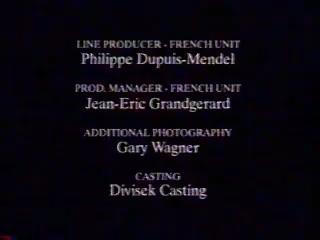 LINE PRODUCER - FRENCH UNIT
Philippe Dupuis-Mendel
PROD. MANAGER - FRENCH UNIT
Jean-Eric Grandgerard
ADDITIONAL PHOTOGRAPHY
Gary Wagner
CASTING
Divisek Casting